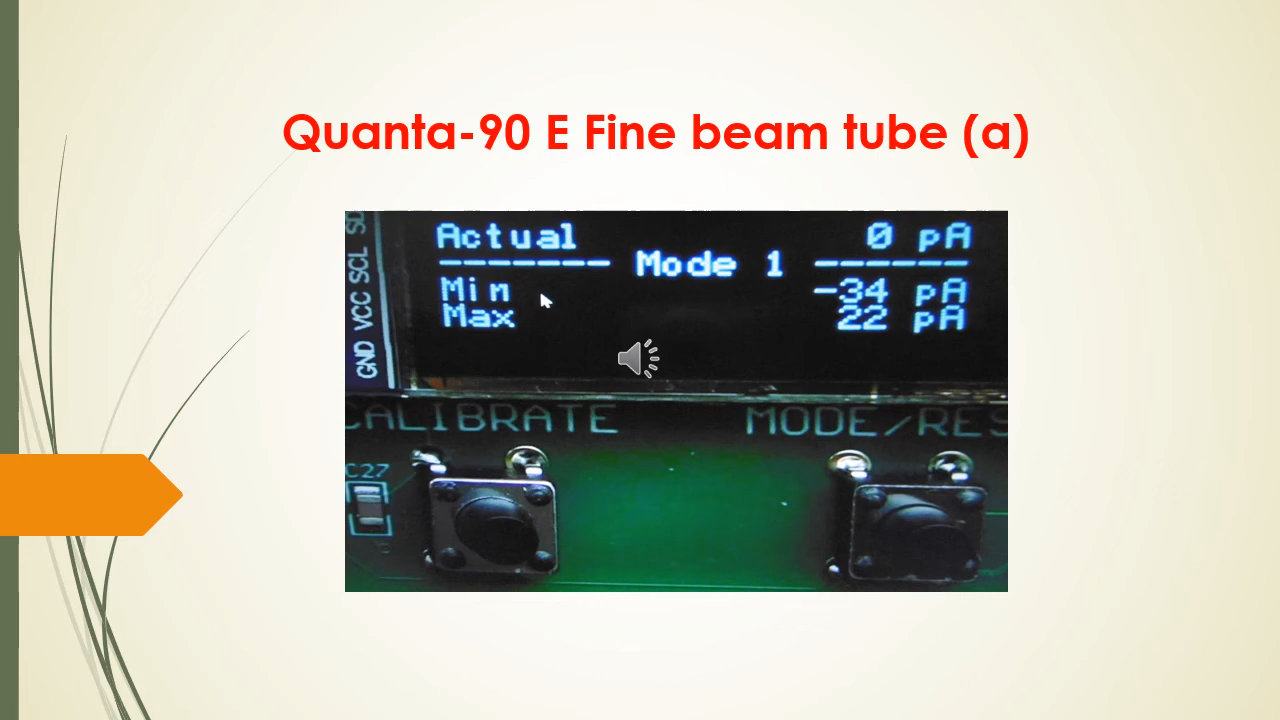 Quanta-90 E Fine beam tube (a)
Actual 0 pA
------- Mode 1 ------
Min -34 pA
Max 22 pA
GND VCC SCL SD
CALIBRATE MODE/RES
C27